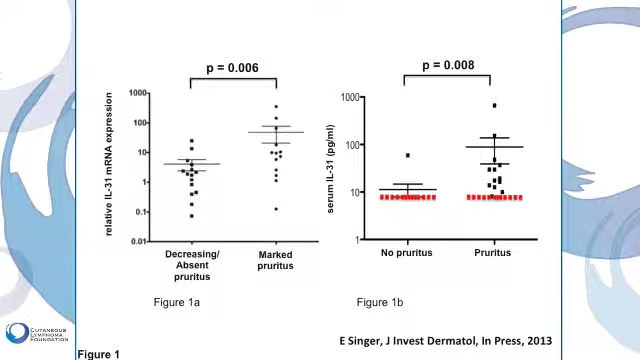 p = 0.006
relative IL-31 mRNA expression
1000
100
10
1
0.1
0.01
Decreasing/
Absent
pruritus
Marked
pruritus
Figure 1a
p = 0.008
serum IL-31 (pg/ml)
1000
100
10
1
No pruritus
Pruritus
Figure 1b
E Singer, J Invest Dermatol, In Press, 2013
CUTANEOUS
LYMPHOMA
FOUNDATION
Figure 1